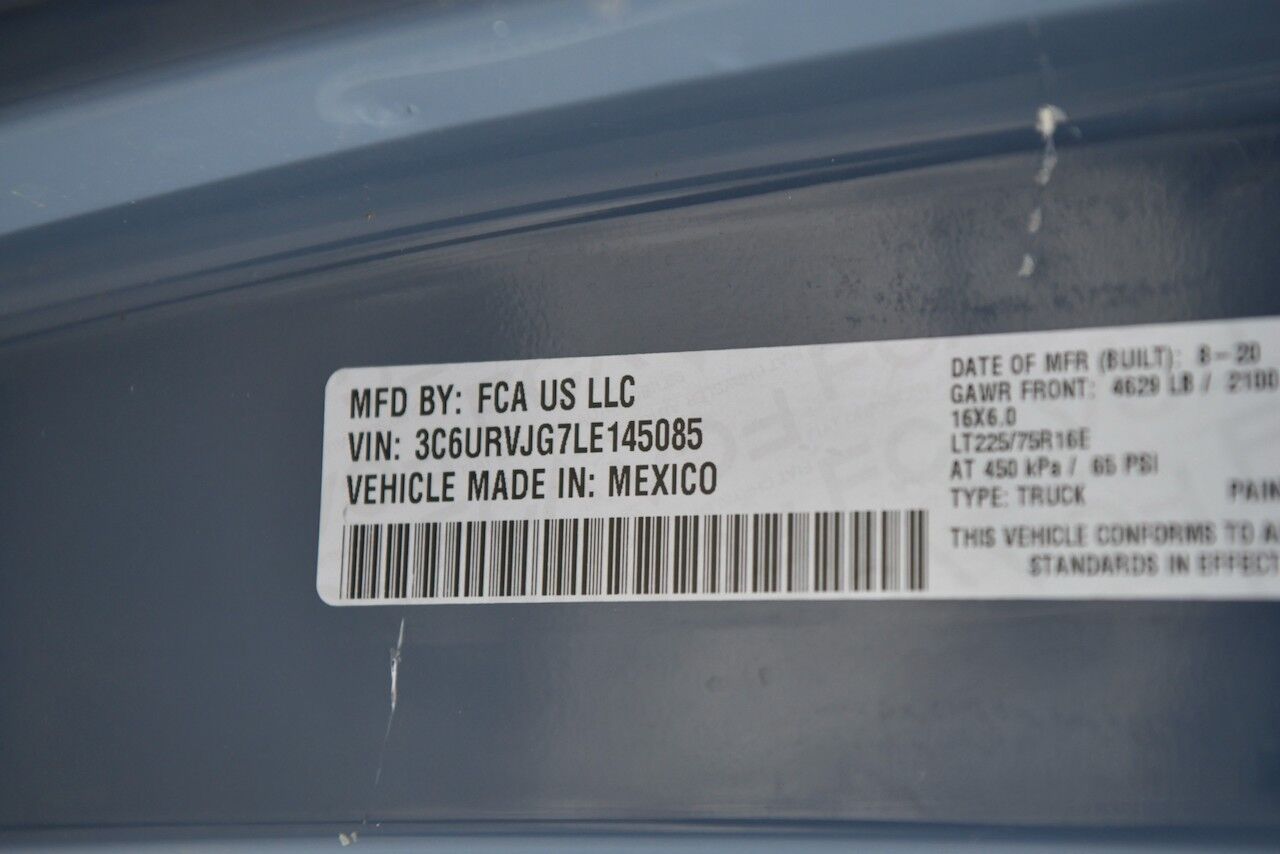 MFD BY: FCA US LLC
VIN: 3C6URVJG7LE145085
VEHICLE MADE IN: MEXICO
DATE OF MFR (BUILT): 8-20
GAWR FRONT: 4629 LB / 2100
16X6.0
LT225/75R16E
AT 450 kPa / 65 PSI
TYPE: TRUCK PAIN
THIS VEHICLE CONFORMS TO A
STANDARDS IN EFFECT